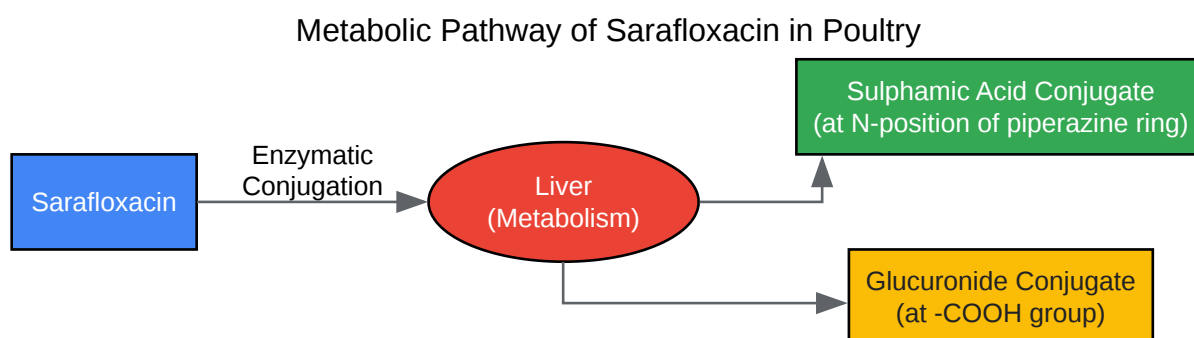 Metabolic Pathway of Sarafloxacin in Poultry
Sarafloxacin
Enzymatic
Conjugation
Liver
(Metabolism)
Sulphamic Acid Conjugate
(at N-position of piperazine ring)
Glucuronide Conjugate
(at -COOH group)